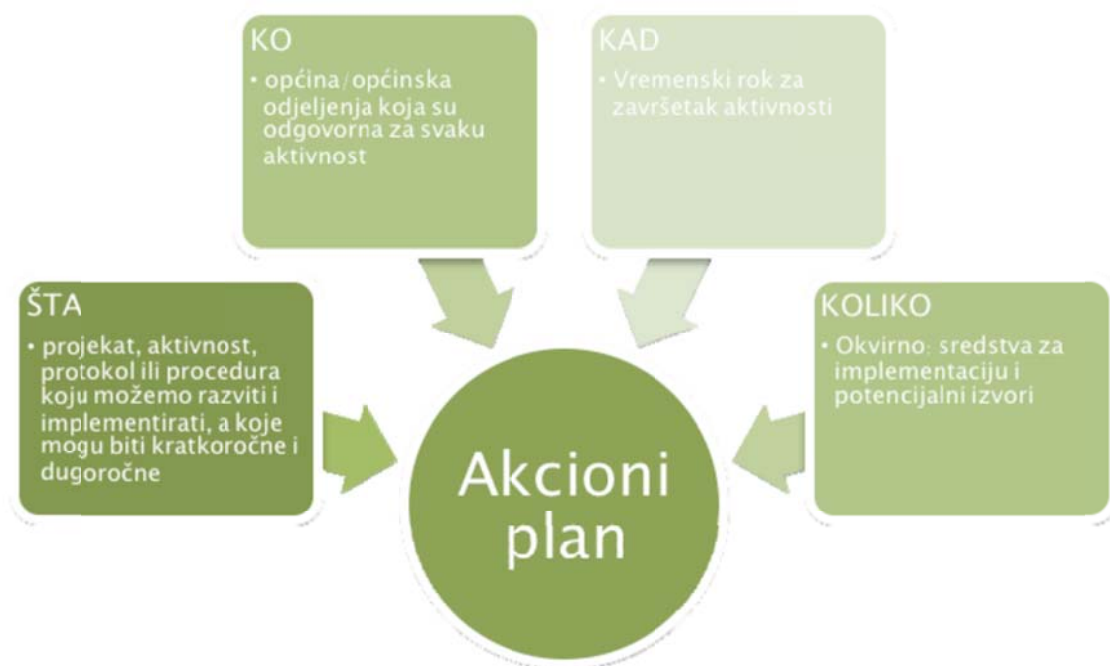 KO
• općina/općinska
odjeljenja koja su
odgovorna za svaku
aktivnost
KAD
• Vremenski rok za
završetak aktivnosti
ŠTA
• projekat, aktivnost,
protokol ili procedura
koju možemo razviti i
implementirati, a koje
mogu biti kratkoročne i
dugoročne
KOLIKO
• Okvirno: sredstva za
implementaciju i
potencijalni izvori
Akcioni
plan